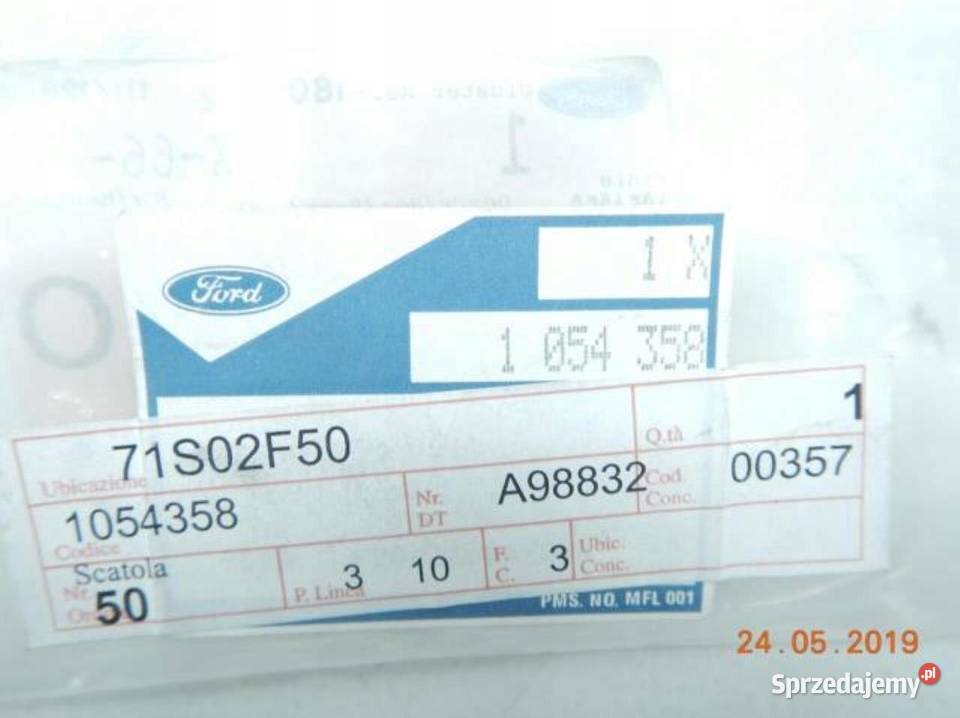 Ford
1 X
1 054 358
71S02F50
Ubicazione
Q.tà
1
1054358
Codice
Nr.
DT
A98832
Cod.
Conc.
00357
Scatola
Nr.
50
P. Linea
3 10
F.
C.
3
Ubic.
Conc.
PMS. NO. MFL 001
24.05.2019
Sprzedajemy.pl